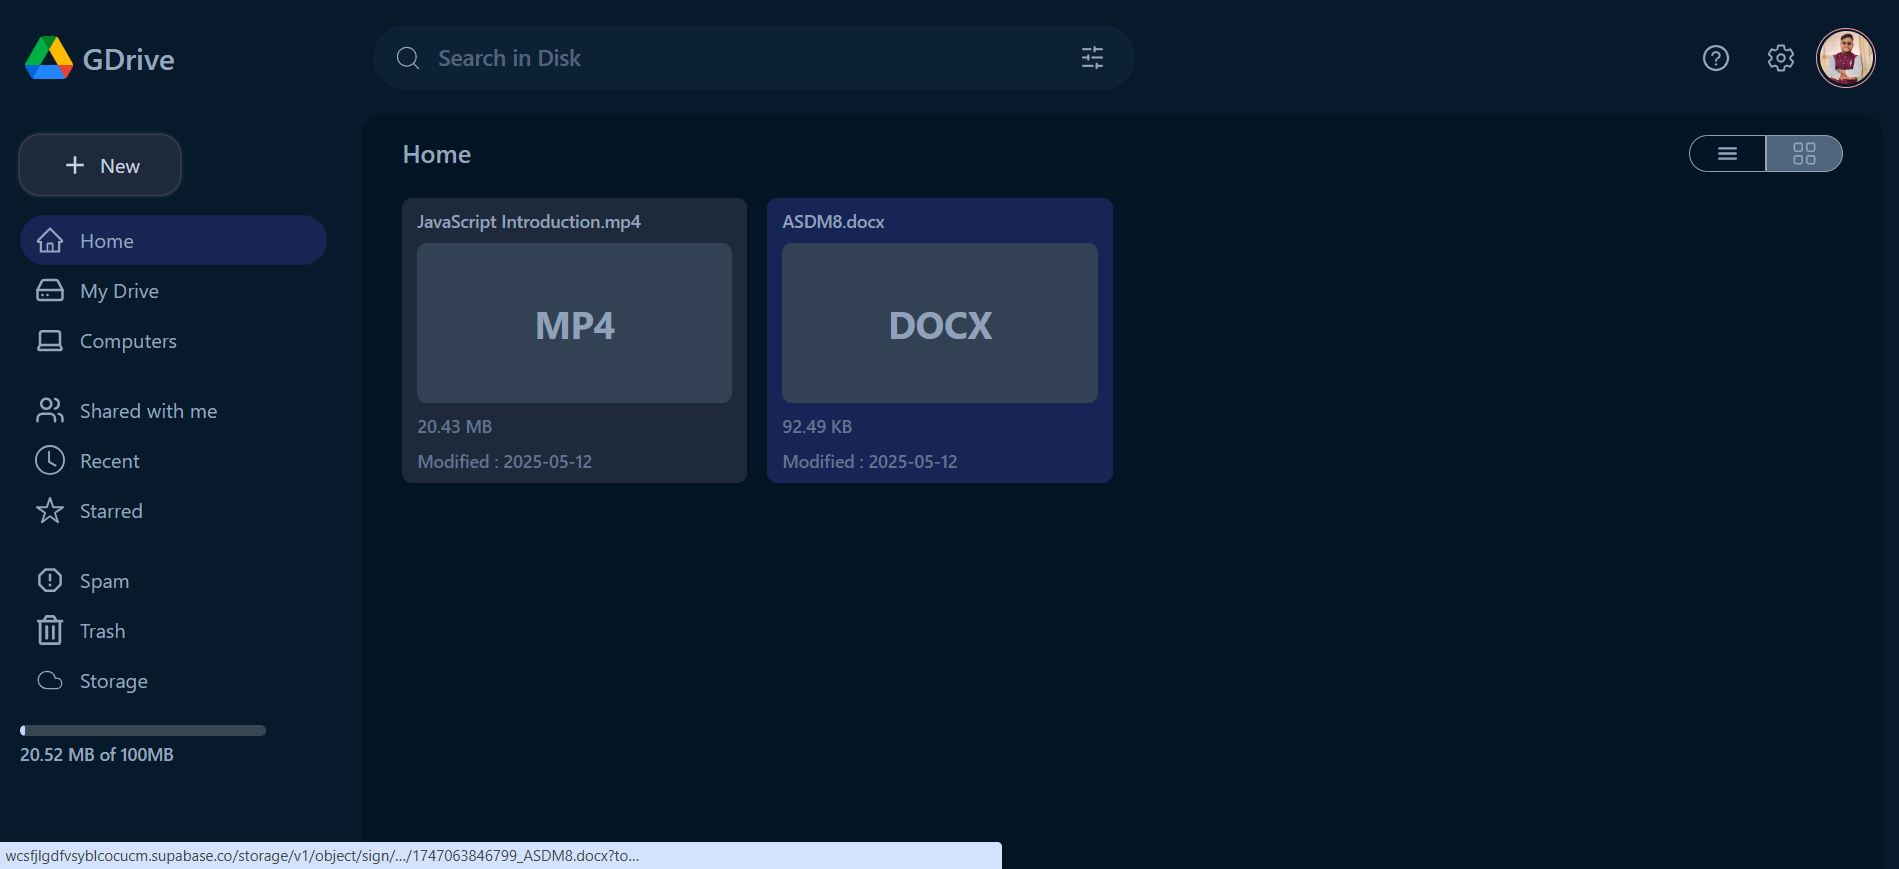 GDrive
Search in Disk
New
Home
My Drive
Computers
Shared with me
Recent
Starred
Spam
Trash
Storage
20.52 MB of 100MB
Home
JavaScript Introduction.mp4
MP4
20.43 MB
Modified : 2025-05-12
ASDM8.docx
DOCX
92.49 KB
Modified : 2025-05-12
wcsfjlgdfvsyblcocucm.supabase.co/storage/v1/object/sign/.../1747063846799_ASDM8.docx?to...